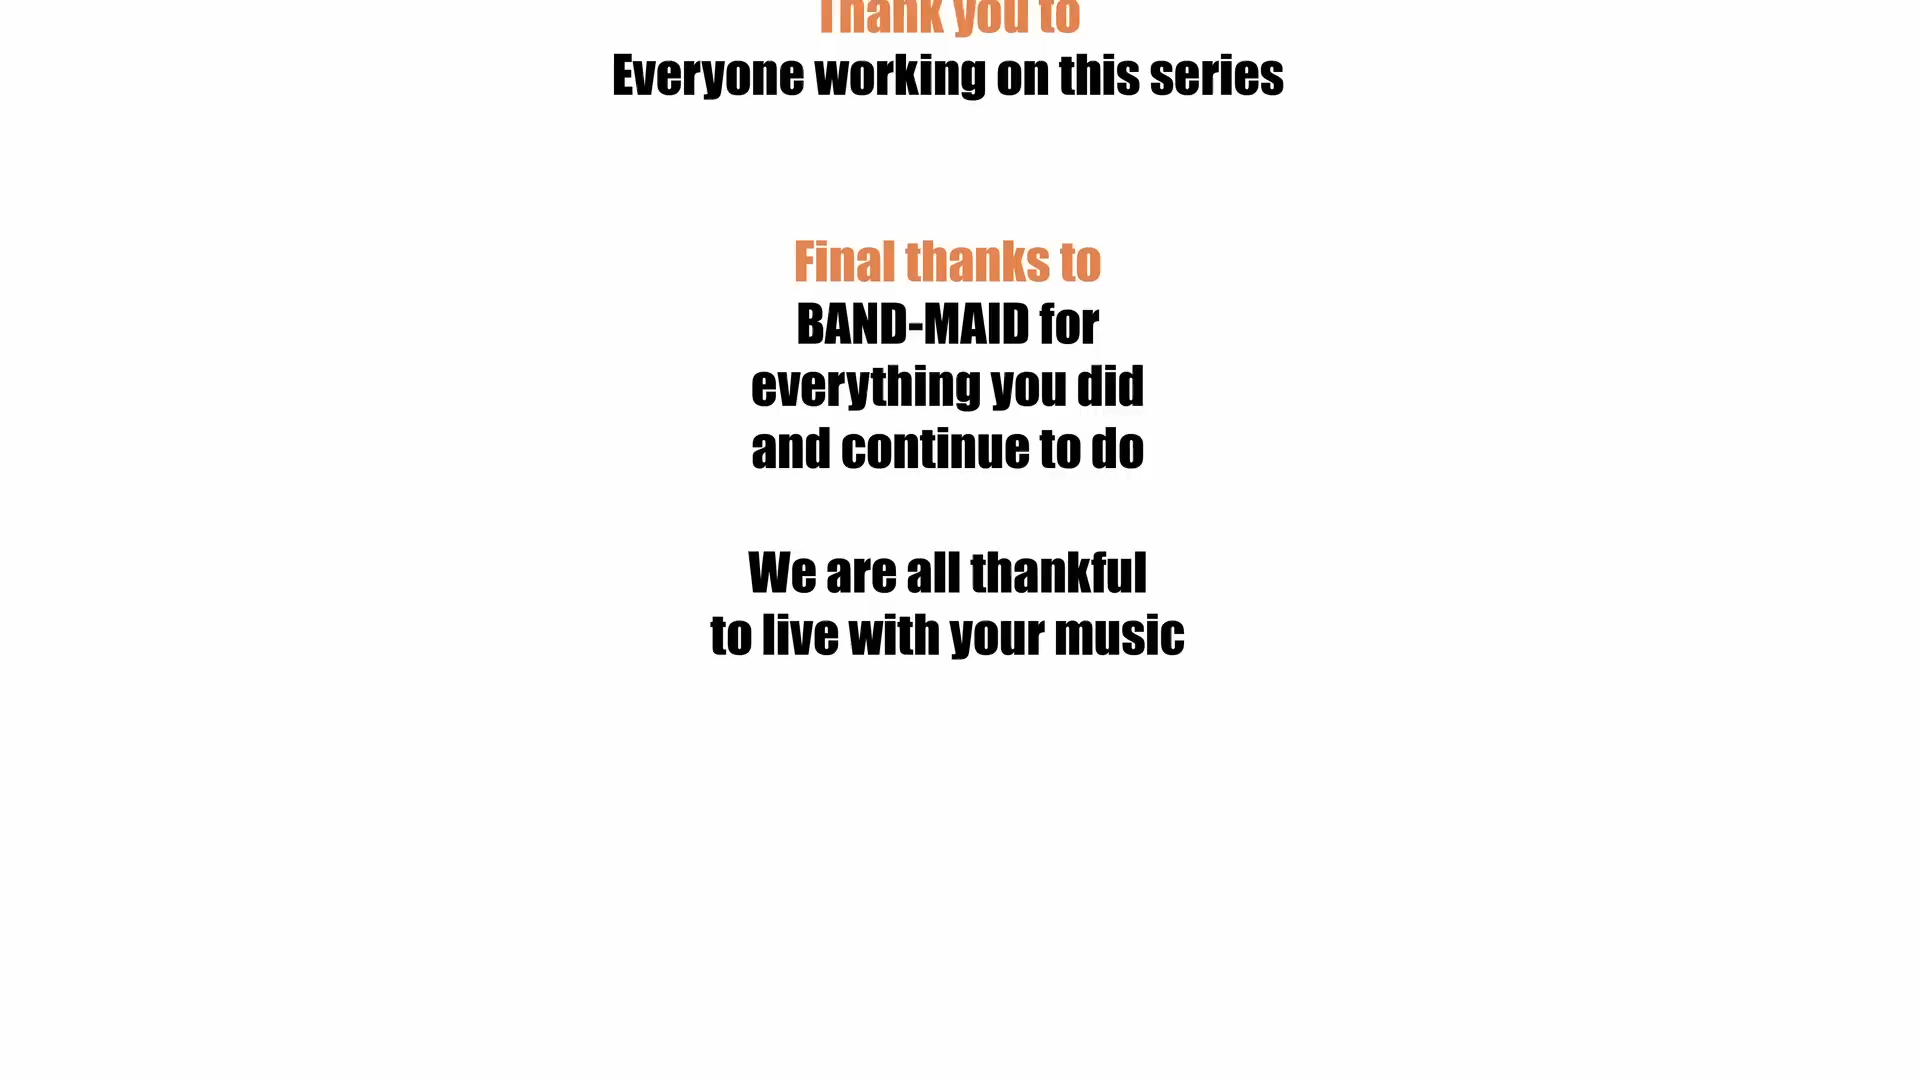 Thank you to
Everyone working on this series
Final thanks to
BAND-MAID for
everything you did
and continue to do
We are all thankful
to live with your music